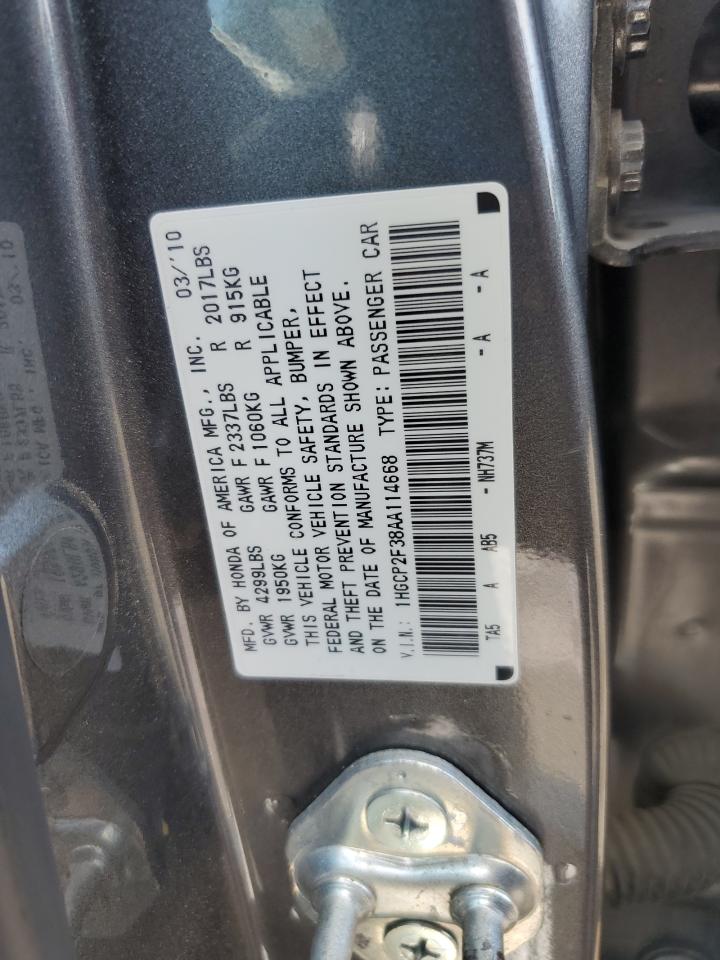 MFD. BY HONDA OF AMERICA MFG., INC. 03/'10
GVWR 4299LBS GAWR F 2337LBS R 2017LBS
GVWR 1950KG GAWR F 1060KG R 915KG
THIS VEHICLE CONFORMS TO ALL APPLICABLE
FEDERAL MOTOR VEHICLE SAFETY, BUMPER,
AND THEFT PREVENTION STANDARDS IN EFFECT
ON THE DATE OF MANUFACTURE SHOWN ABOVE.
V.I.N.: 1HGCP2F38AA114668 TYPE: PASSENGER CAR
TA5 A AB5 - NH737M - A - A